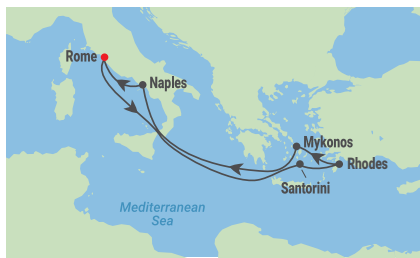 Rome
Naples
Mykonos
Rhodes
Santorini
Mediterranean
Sea